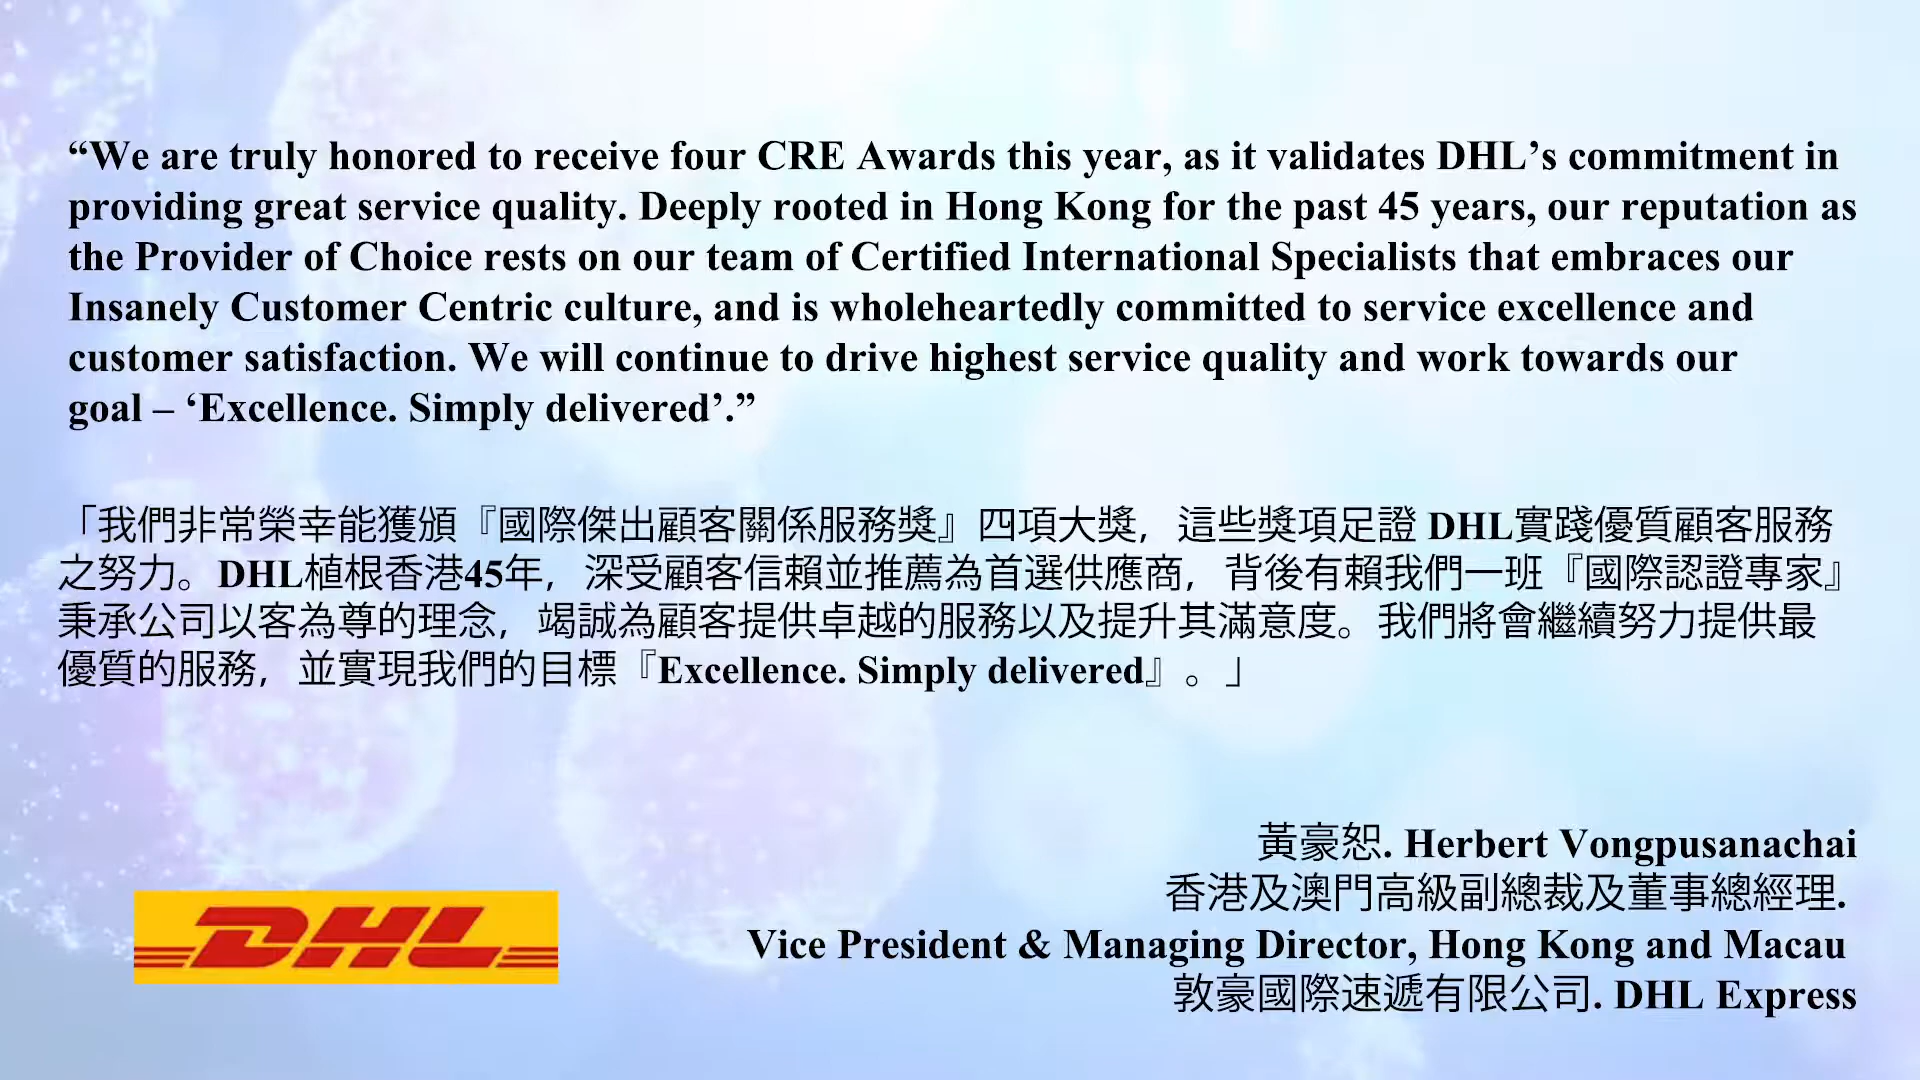 “We are truly honored to receive four CRE Awards this year, as it validates DHL’s commitment in
providing great service quality. Deeply rooted in Hong Kong for the past 45 years, our reputation as
the Provider of Choice rests on our team of Certified International Specialists that embraces our
Insanely Customer Centric culture, and is wholeheartedly committed to service excellence and
customer satisfaction. We will continue to drive highest service quality and work towards our
goal – ‘Excellence. Simply delivered’.”
「我們非常榮幸能獲頒『國際傑出顧客關係服務獎』四項大獎，這些獎項足證 DHL實踐優質顧客服務
之努力。DHL植根香港45年，深受顧客信賴並推薦為首選供應商，背後有賴我們一班『國際認證專家』
秉承公司以客為尊的理念，竭誠為顧客提供卓越的服務以及提升其滿意度。我們將會繼續努力提供最
優質的服務，並實現我們的目標『Excellence. Simply delivered』。」
黃豪恕. Herbert Vongpusanachai
香港及澳門高級副總裁及董事總經理.
Vice President & Managing Director, Hong Kong and Macau
敦豪國際速遞有限公司. DHL Express
DHL